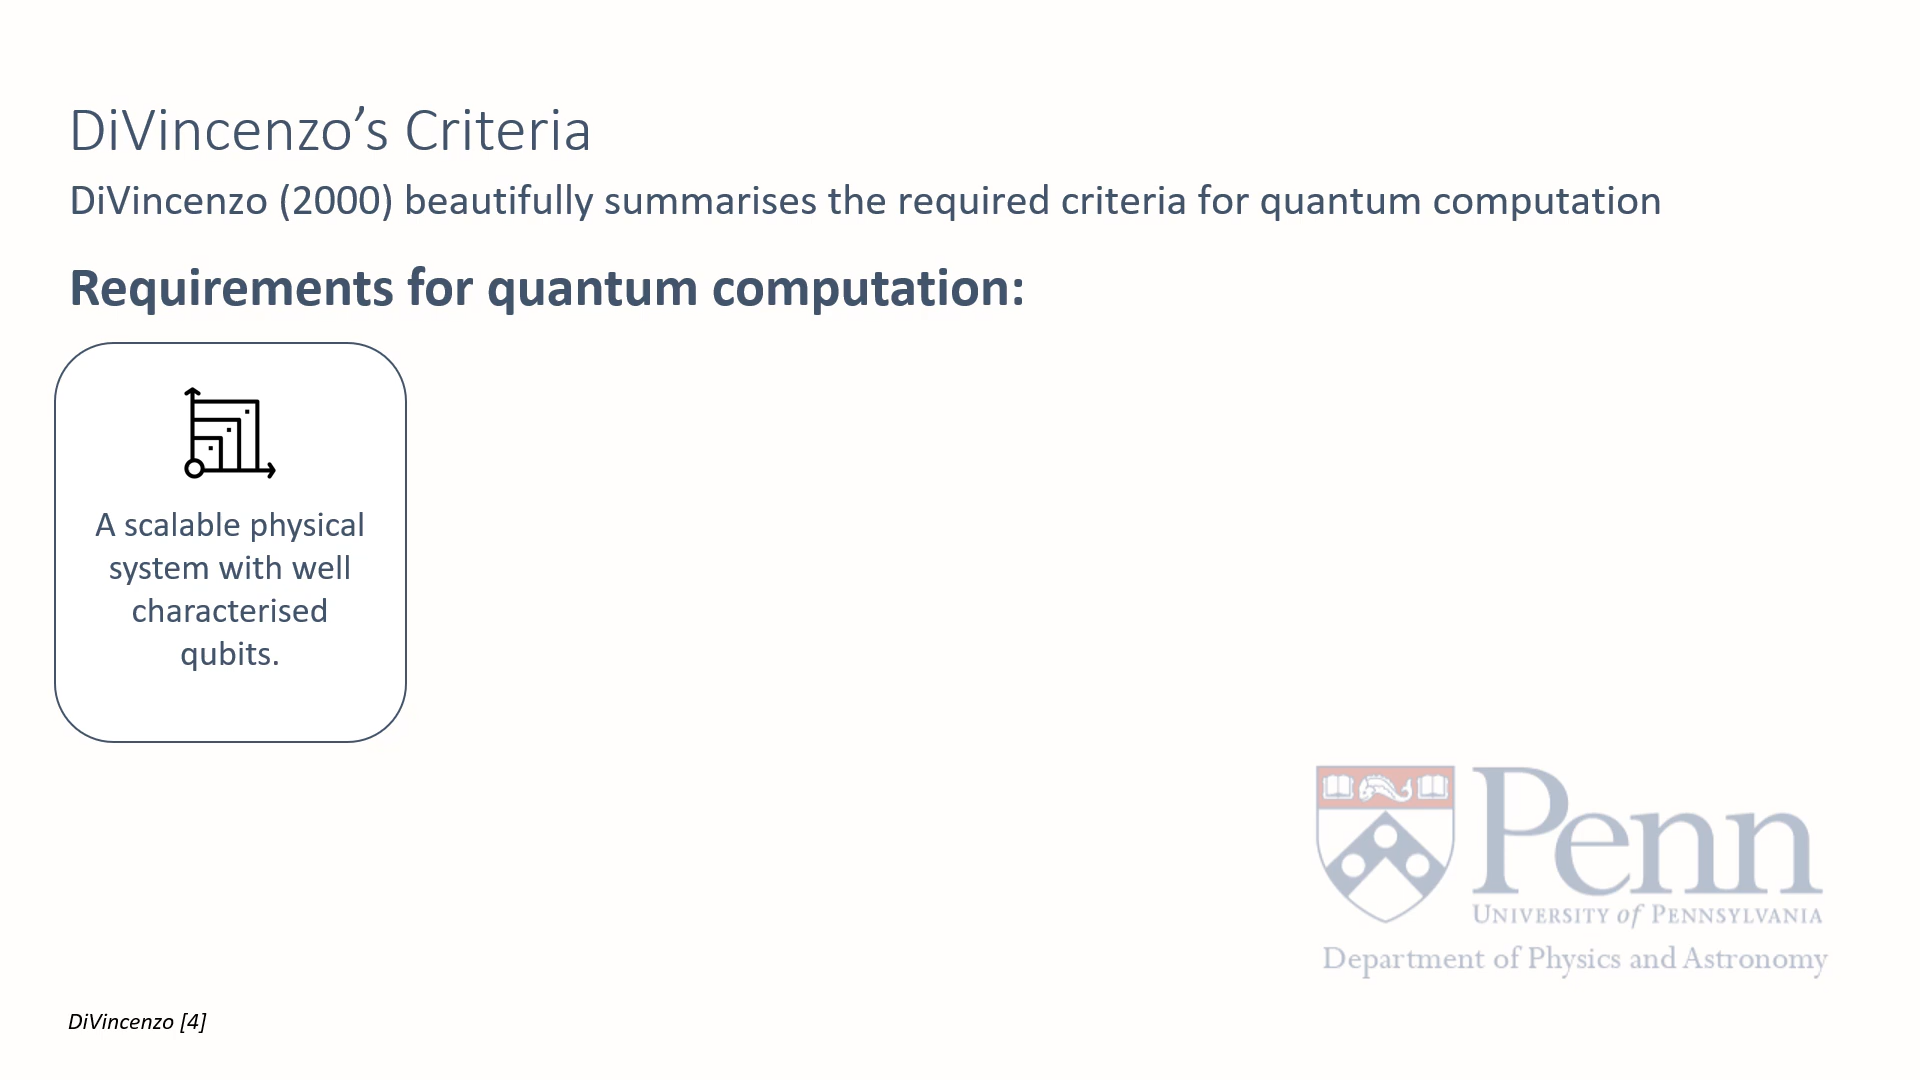 DiVincenzo’s Criteria
DiVincenzo (2000) beautifully summarises the required criteria for quantum computation
Requirements for quantum computation:
A scalable physical
system with well
characterised
qubits.
Penn
UNIVERSITY of PENNSYLVANIA
Department of Physics and Astronomy
DiVincenzo [4]